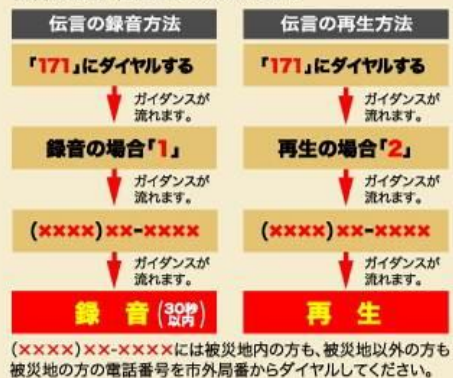 伝言の録音方法
「171」にダイヤルする
ガイダンスが
流れます。
録音の場合「1」
ガイダンスが
流れます。
(××××)××-××××
ガイダンスが
流れます。
録 音(30秒以内)
伝言の再生方法
「171」にダイヤルする
ガイダンスが
流れます。
再生の場合「2」
ガイダンスが
流れます。
(××××)××-××××
ガイダンスが
流れます。
再 生
(××××)××-××××には被災地内の方も、被災地以外の方も
被災地の方の電話番号を市外局番からダイヤルしてください。